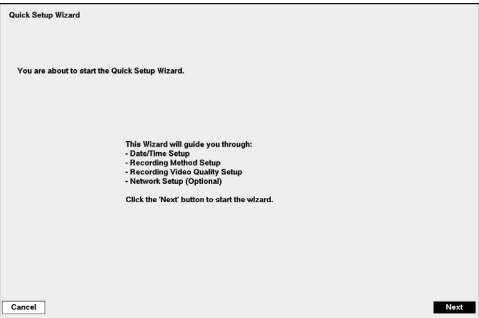 Quick Setup Wizard
You are about to start the Quick Setup Wizard.
This Wizard will guide you through:
- Date/Time Setup
- Recording Method Setup
- Recording Video Quality Setup
- Network Setup (Optional)
Click the 'Next' button to start the wizard.
Cancel
Next